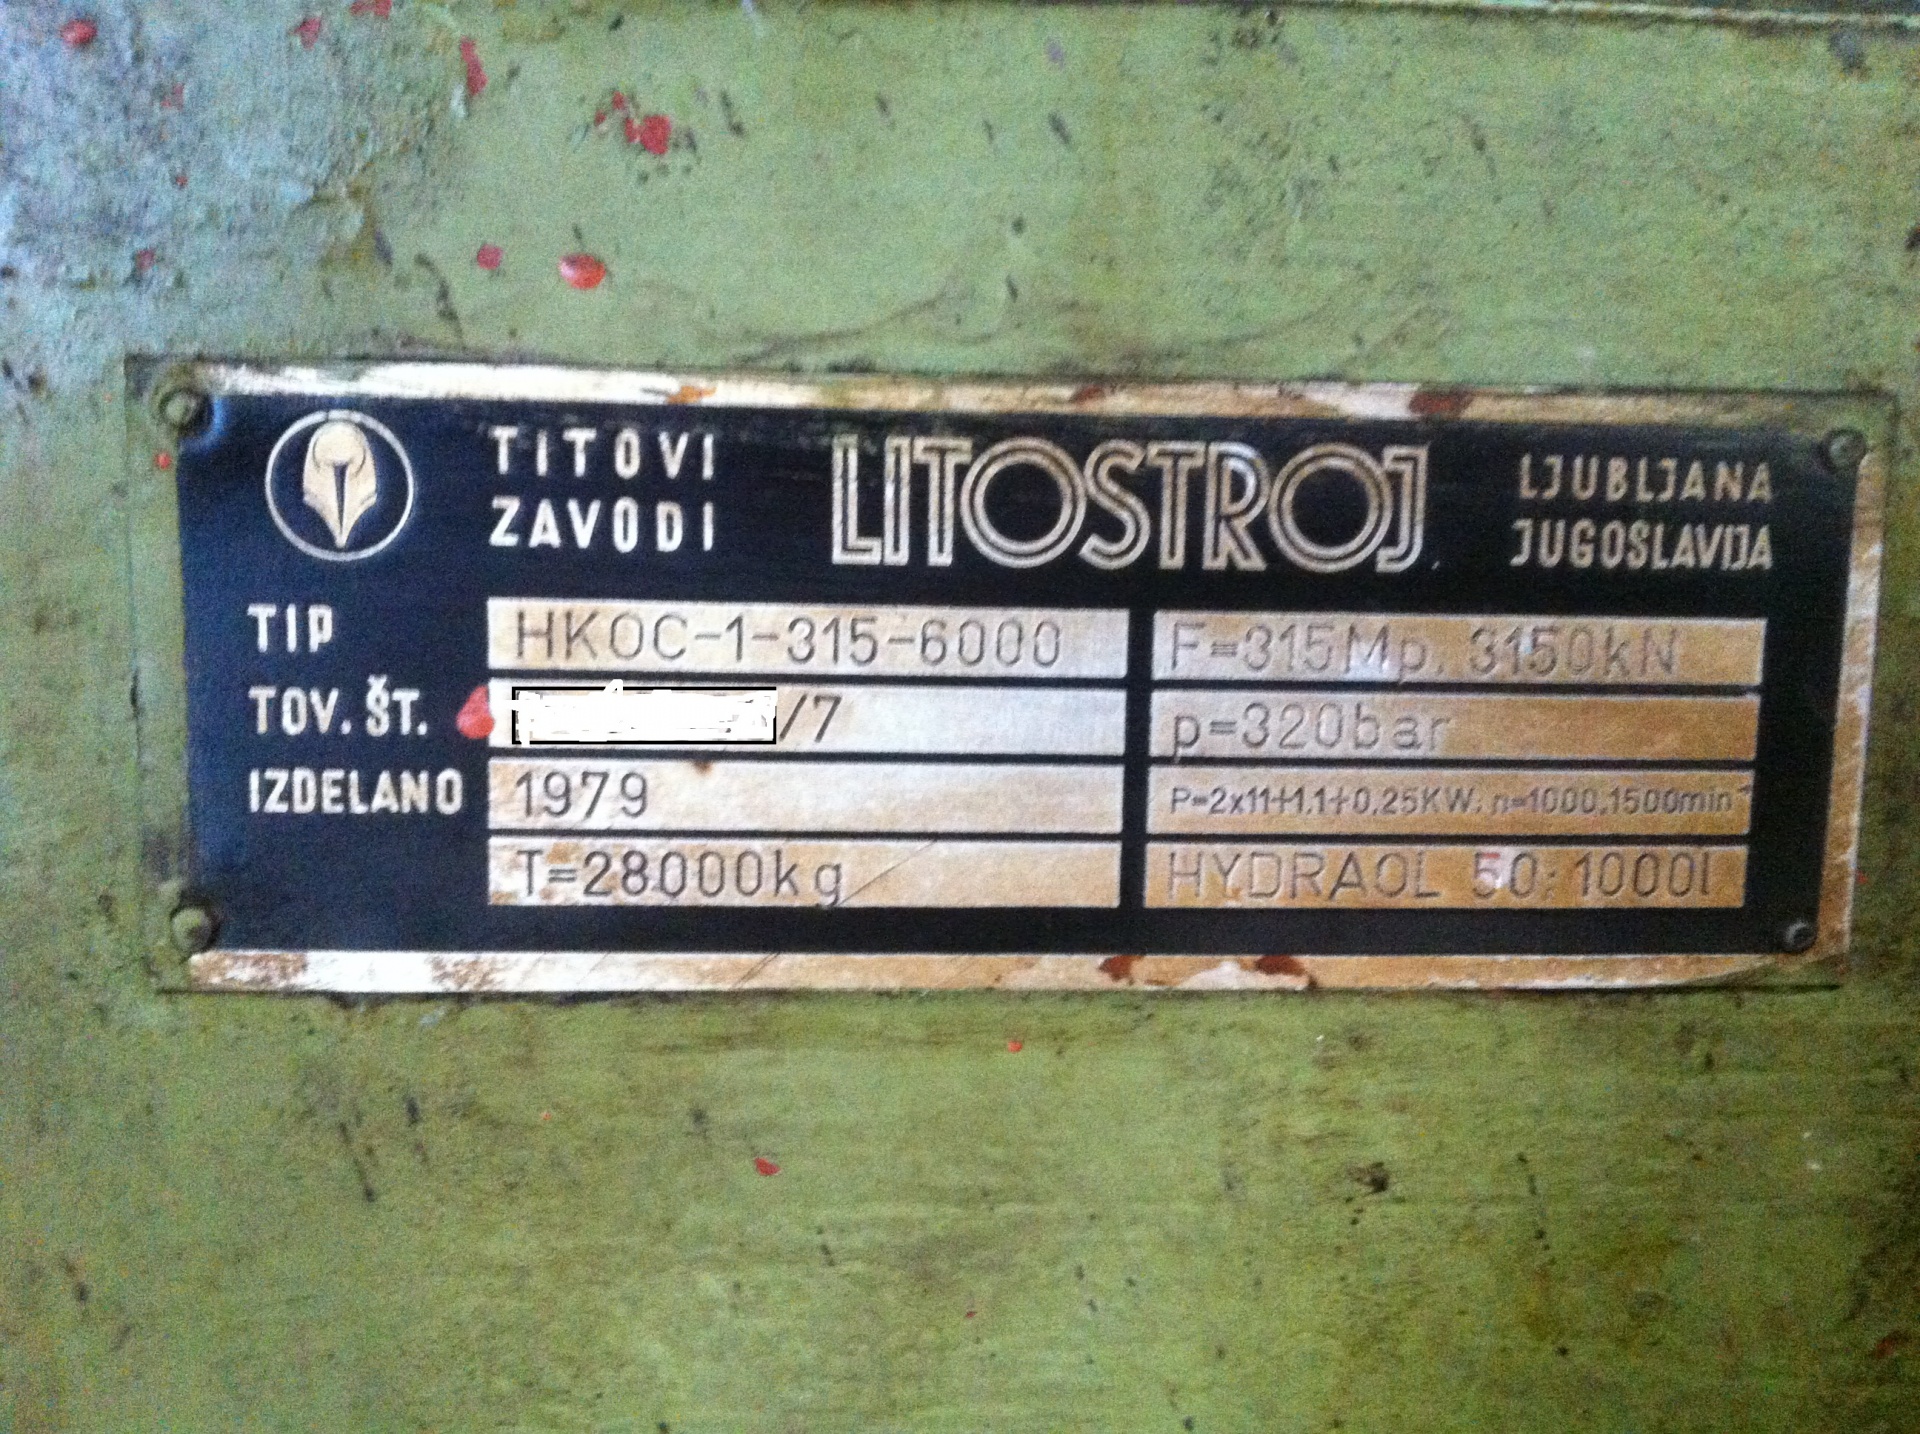 TITOVI
ZAVODI
LITOSTROJ
LJUBLJANA
JUGOSLAVIJA
TIP HKOC-1-315-6000
F=315Mp. 3150kN
TOV. ŠT. /7
p=320bar
IZDELANO 1979
P=2x11+1.1+0,25KW; n=1000,1500min⁻¹
T=28000kg
HYDRAOL 50: 1000l